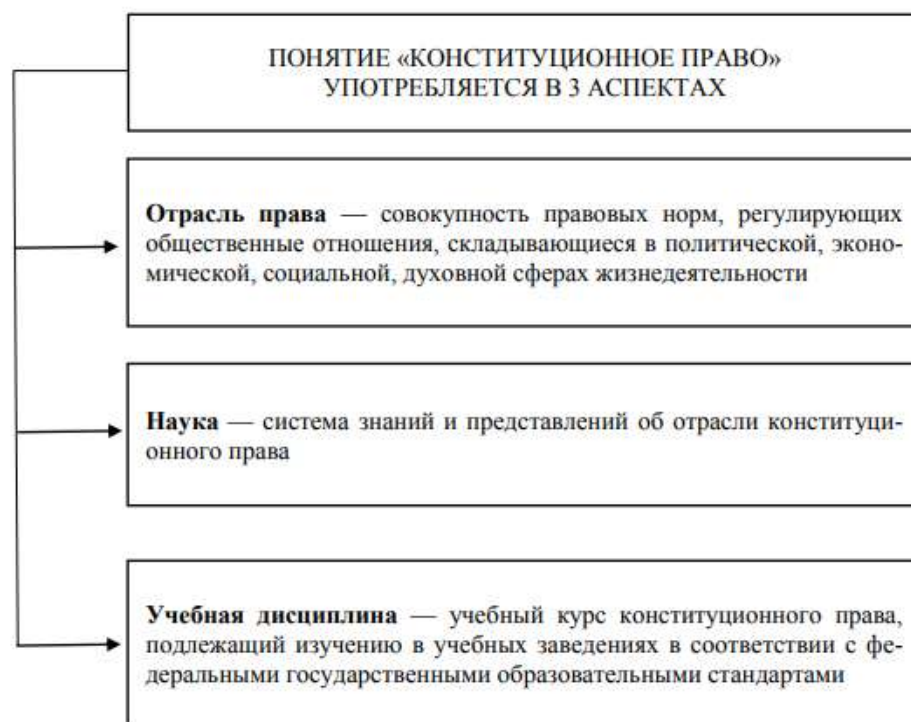 ПОНЯТИЕ «КОНСТИТУЦИОННОЕ ПРАВО»
УПОТРЕБЛЯЕТСЯ В 3 АСПЕКТАХ
Отрасль права — совокупность правовых норм, регулирующих
общественные отношения, складывающиеся в политической, эконо-
мической, социальной, духовной сферах жизнедеятельности
Наука — система знаний и представлений об отрасли конституци-
онного права
Учебная дисциплина — учебный курс конституционного права,
подлежащий изучению в учебных заведениях в соответствии с фе-
деральными государственными образовательными стандартами